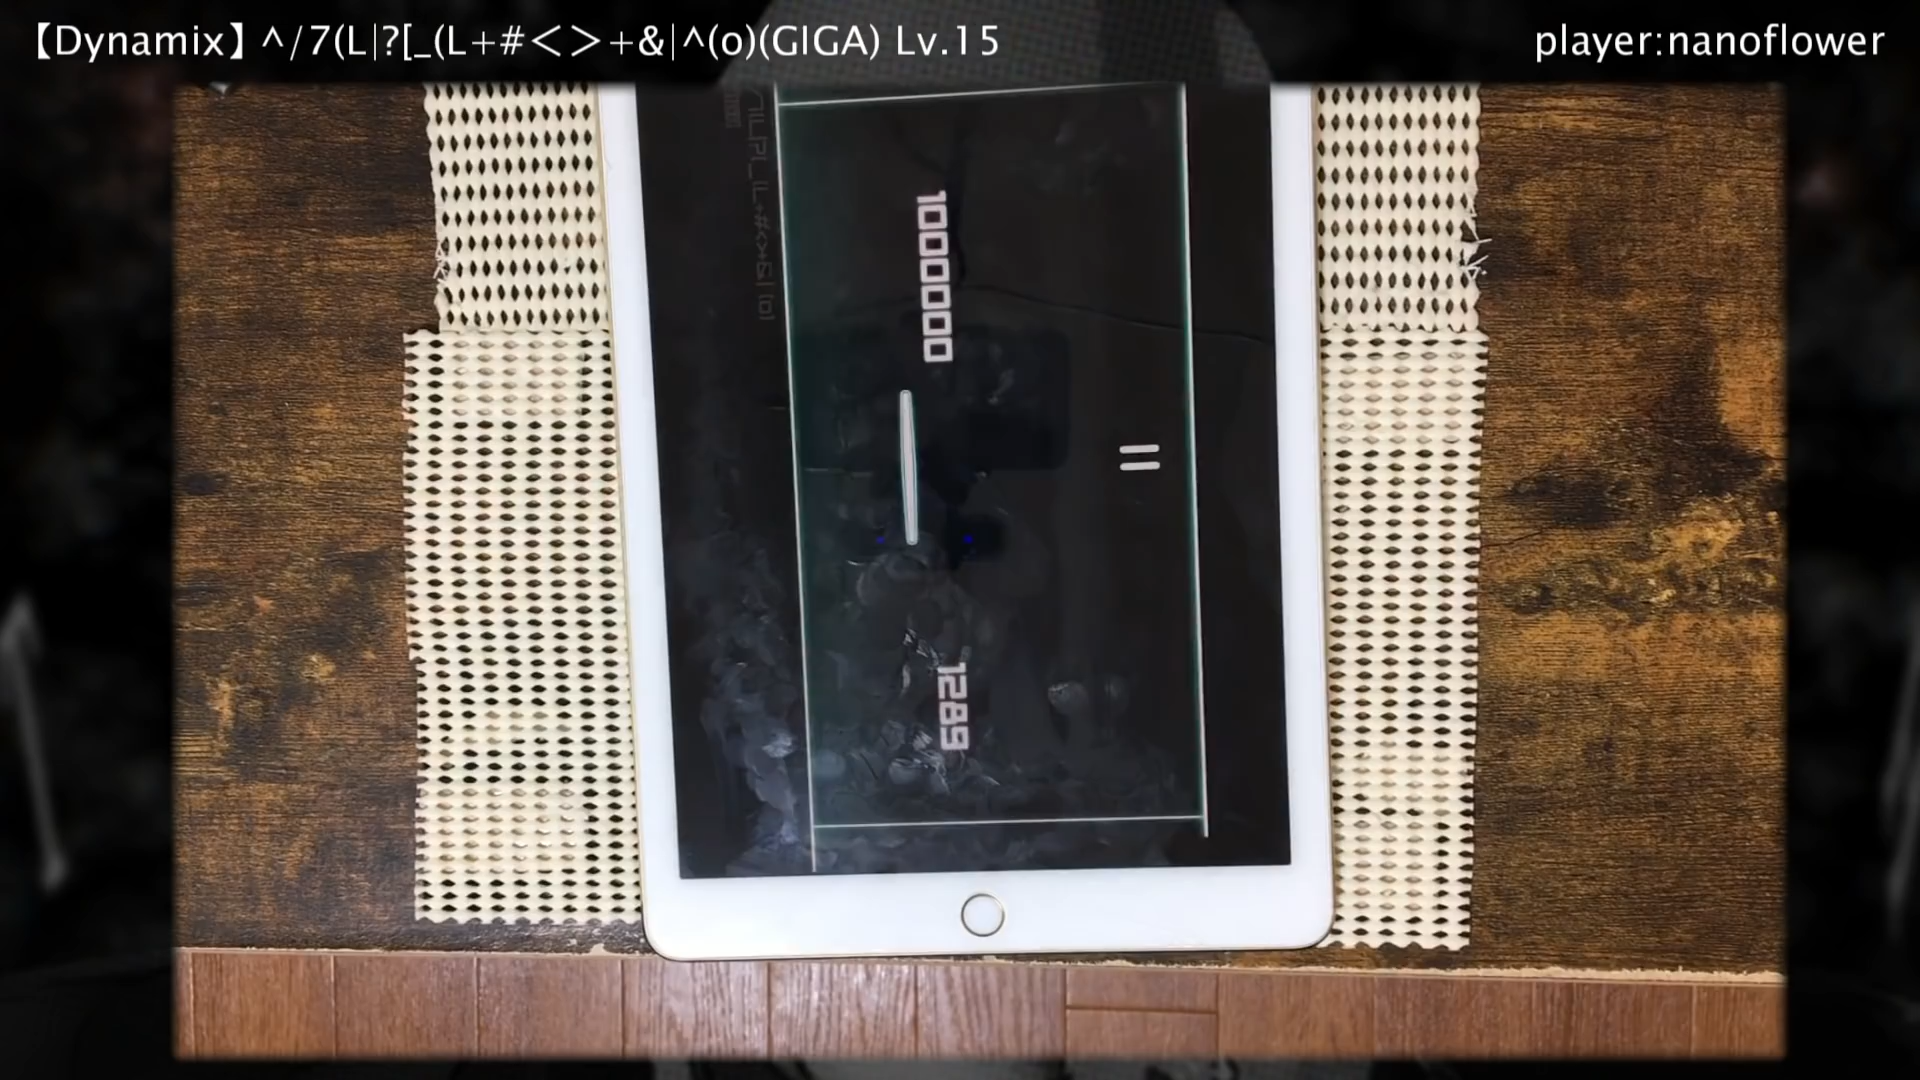 【Dynamix】^/7(L|?[_(L+#＜＞+&|^(o)(GIGA) Lv.15
player:nanoflower
1000000
1289